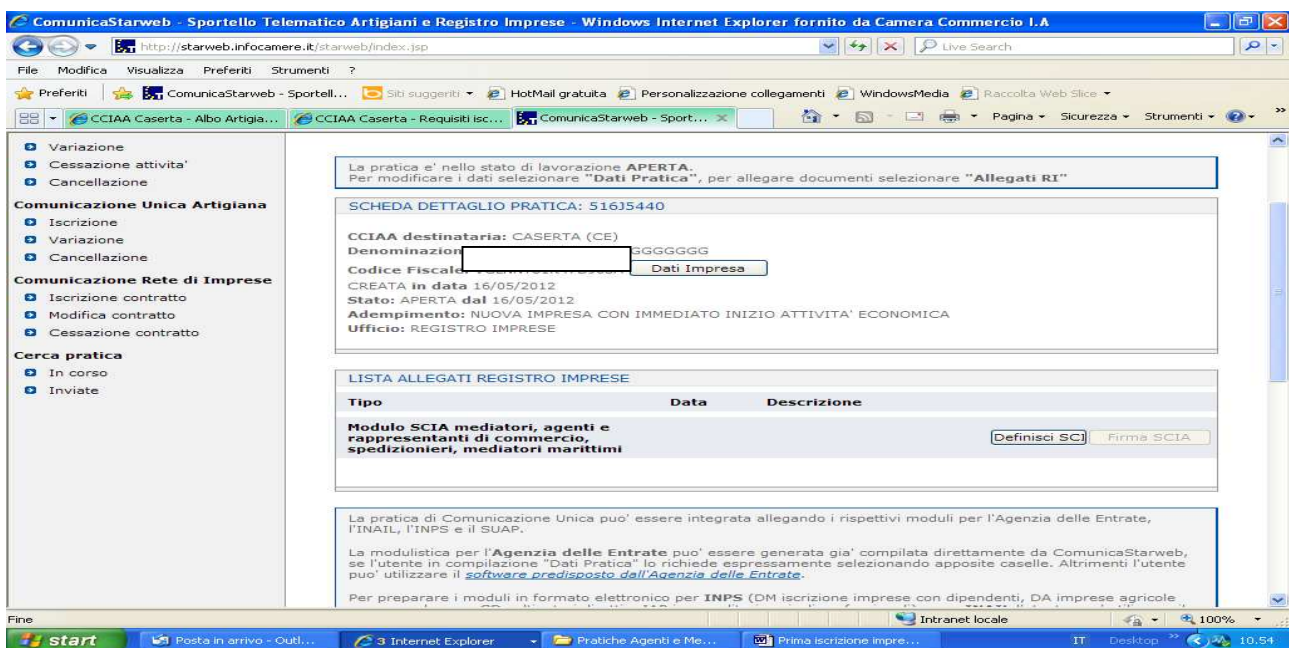 ComunicaStarweb - Sportello Telematico Artigiani e Registro Imprese - Windows Internet Explorer fornito da Camera Commercio I.A
http://starweb.infocamere.it/starweb/index.jsp
Live Search
File Modifica Visualizza Preferiti Strumenti ?
Preferiti ComunicaStarweb - Sportell... Siti suggeriti HotMail gratuita Personalizzazione collegamenti WindowsMedia Raccolta Web Slice
CCIAA Caserta - Albo Artigia... CCIAA Caserta - Requisiti isc... ComunicaStarweb - Sport... Pagina Sicurezza Strumenti
Variazione
Cessazione attivita'
Cancellazione
Comunicazione Unica Artigiana
Iscrizione
Variazione
Cancellazione
Comunicazione Rete di Imprese
Iscrizione contratto
Modifica contratto
Cessazione contratto
Cerca pratica
In corso
Inviate
La pratica e' nello stato di lavorazione APERTA.
Per modificare i dati selezionare "Dati Pratica", per allegare documenti selezionare "Allegati RI"
SCHEDA DETTAGLIO PRATICA: 516J5440
CCIAA destinataria: CASERTA (CE)
Denominazion GGGGGGG
Codice Fiscale Dati Impresa
CREATA in data 16/05/2012
Stato: APERTA dal 16/05/2012
Adempimento: NUOVA IMPRESA CON IMMEDIATO INIZIO ATTIVITA' ECONOMICA
Ufficio: REGISTRO IMPRESE
LISTA ALLEGATI REGISTRO IMPRESE
Tipo Data Descrizione
Modulo SCIA mediatori, agenti e
rappresentanti di commercio,
spedizionieri, mediatori marittimi
Definisci SCI Firma SCIA
La pratica di Comunicazione Unica puo' essere integrata allegando i rispettivi moduli per l'Agenzia delle Entrate,
l'INAIL, l'INPS e il SUAP.
La modulistica per l'Agenzia delle Entrate puo' essere generata gia' compilata direttamente da ComunicaStarweb,
se l'utente in compilazione "Dati Pratica" lo richiede espressamente selezionando apposite caselle. Altrimenti l'utente
puo' utilizzare il software predisposto dall'Agenzia delle Entrate.
Per preparare i moduli in formato elettronico per INPS (DM iscrizione imprese con dipendenti, DA imprese agricole
Fine Intranet locale 100%
start Posta in arrivo - Outl... 3 Internet Explorer Pratiche Agenti e Me... Prima iscrizione impre... IT Desktop 10.54